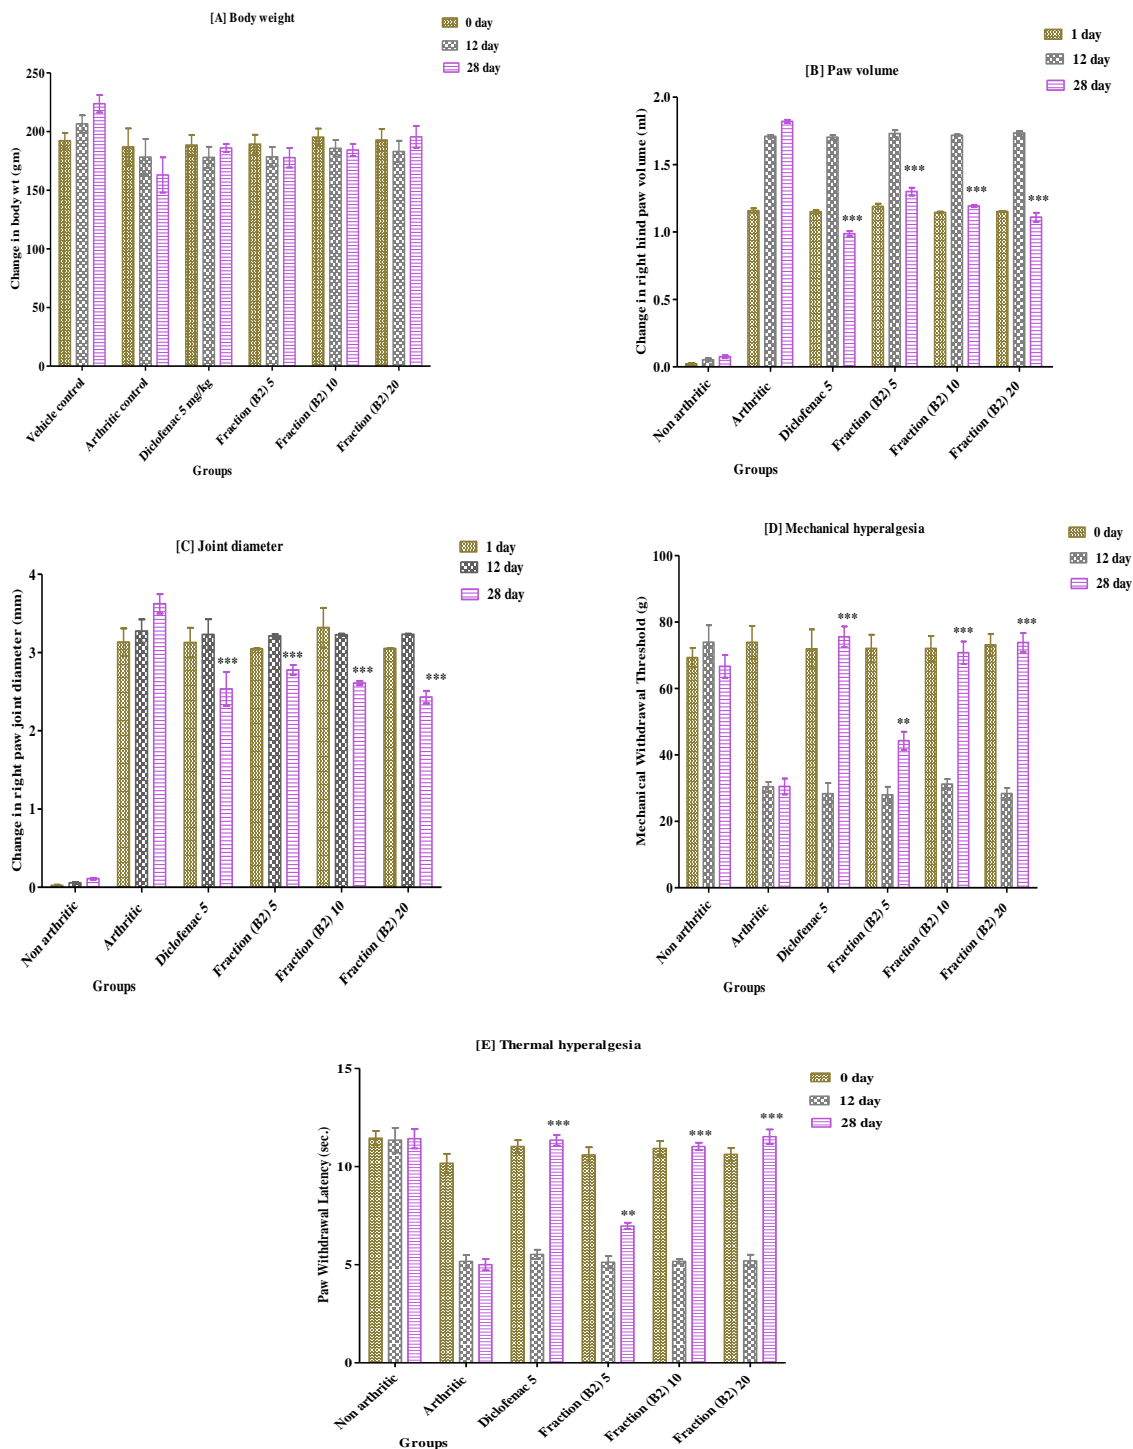 [A] Body weight
0 day
12 day
28 day
Change in body wt (gm)
250
200
150
100
50
0
Vehicle control
Arthritic control
Diclofenac 5 mg/kg
Fraction (B2) 5
Fraction (B2) 10
Fraction (B2) 20
Groups
[B] Paw volume
1 day
12 day
28 day
Change in right hind paw volume (ml)
2.0
1.5
1.0
0.5
0.0
***
***
***
***
Non arthritic
Arthritic
Diclofenac 5
Fraction (B2) 5
Fraction (B2) 10
Fraction (B2) 20
Groups
[C] Joint diameter
1 day
12 day
28 day
Change in right paw joint diameter (mm)
4
3
2
1
0
***
***
***
***
Non arthritic
Arthritic
Diclofenac 5
Fraction (B2) 5
Fraction (B2) 10
Fraction (B2) 20
Groups
[D] Mechanical hyperalgesia
0 day
12 day
28 day
Mechanical Withdrawal Threshold (g)
100
80
60
40
20
0
***
**
***
***
Non arthritic
Arthritic
Diclofenac 5
Fraction (B2) 5
Fraction (B2) 10
Fraction (B2) 20
Groups
[E] Thermal hyperalgesia
0 day
12 day
28 day
Paw Withdrawal Latency (sec.)
15
10
5
0
***
**
***
***
Non arthritic
Arthritic
Diclofenac 5
Fraction (B2) 5
Fraction (B2) 10
Fraction (B2) 20
Groups